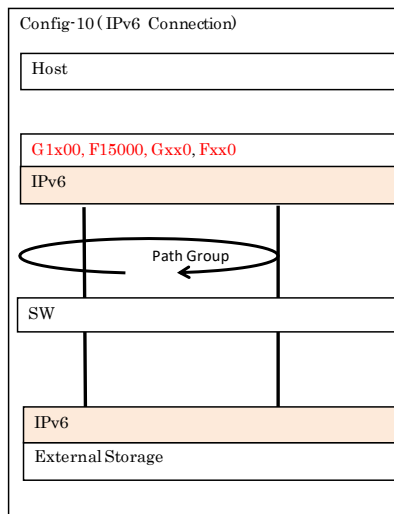 Config-10 (IPv6 Connection)
Host
G1x00, F15000, Gxx0, Fxx0
IPv6
Path Group
SW
IPv6
External Storage